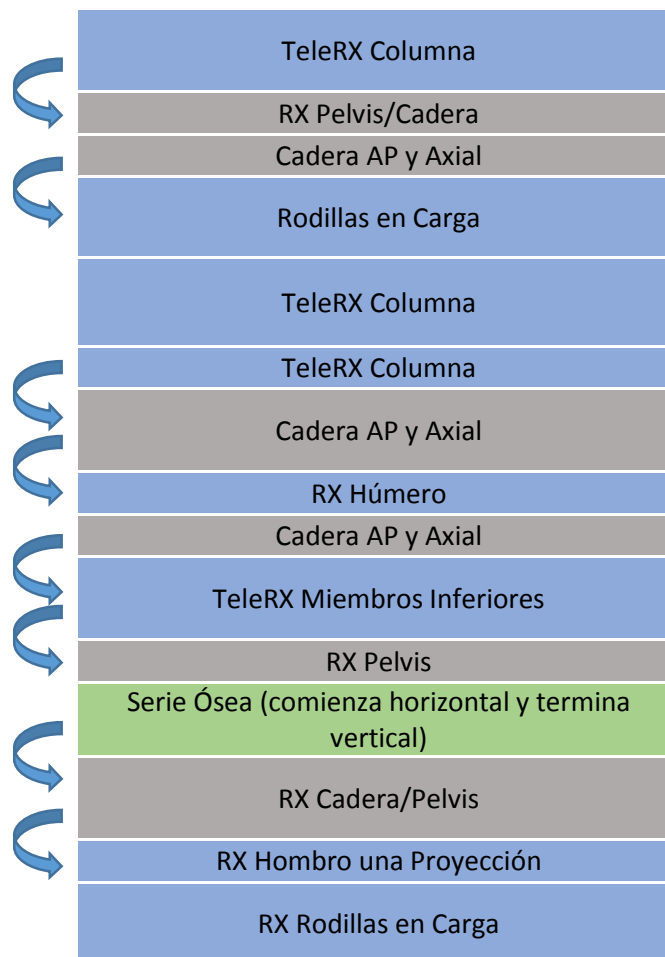 TeleRX Columna
RX Pelvis/Cadera
Cadera AP y Axial
Rodillas en Carga
TeleRX Columna
TeleRX Columna
Cadera AP y Axial
RX Húmero
Cadera AP y Axial
TeleRX Miembros Inferiores
RX Pelvis
Serie Ósea (comienza horizontal y termina
vertical)
RX Cadera/Pelvis
RX Hombro una Proyección
RX Rodillas en Carga